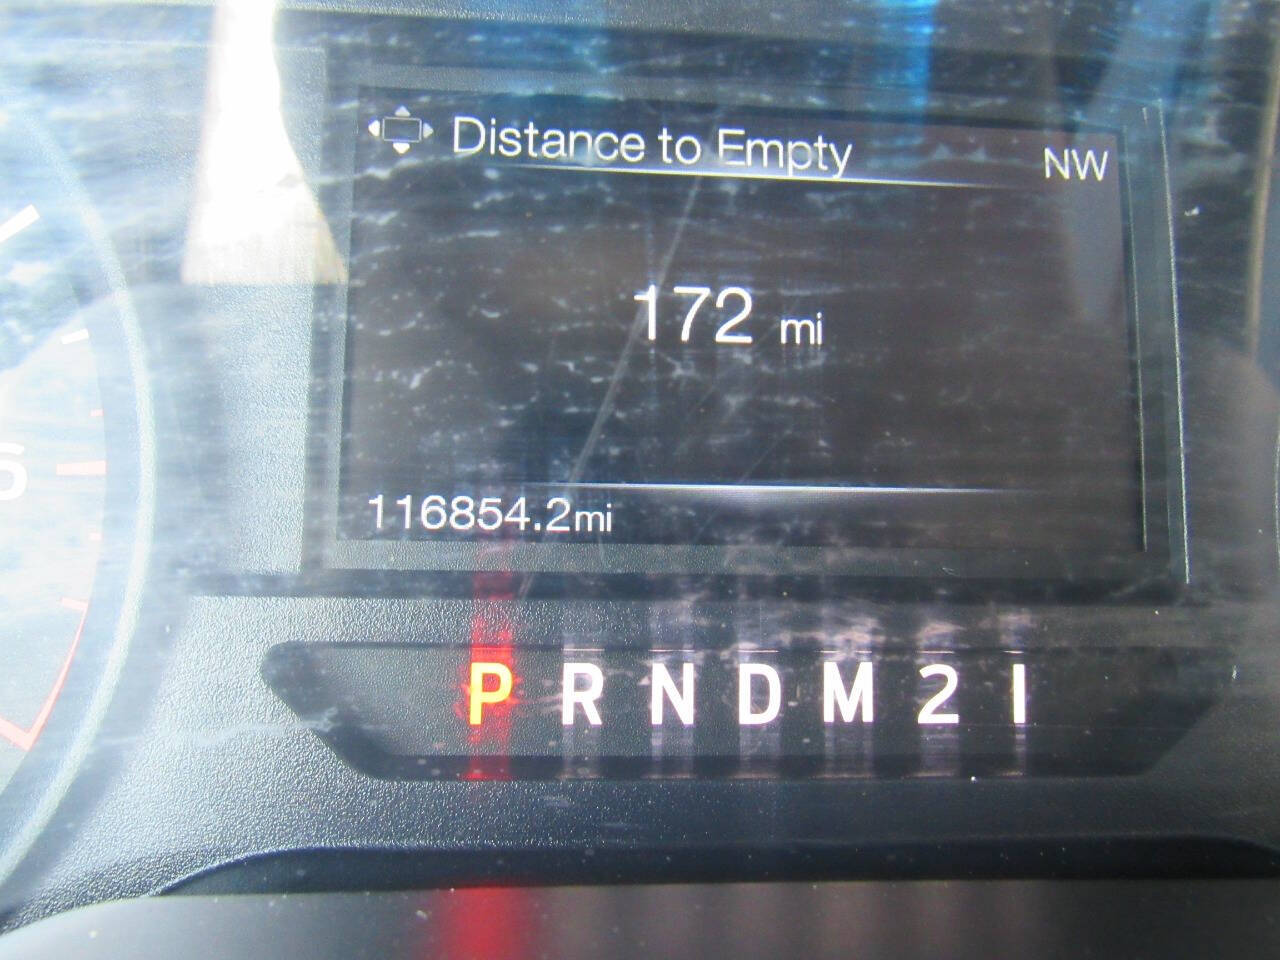 Distance to Empty
NW
172 mi
116854.2mi
P R N D M 2 1